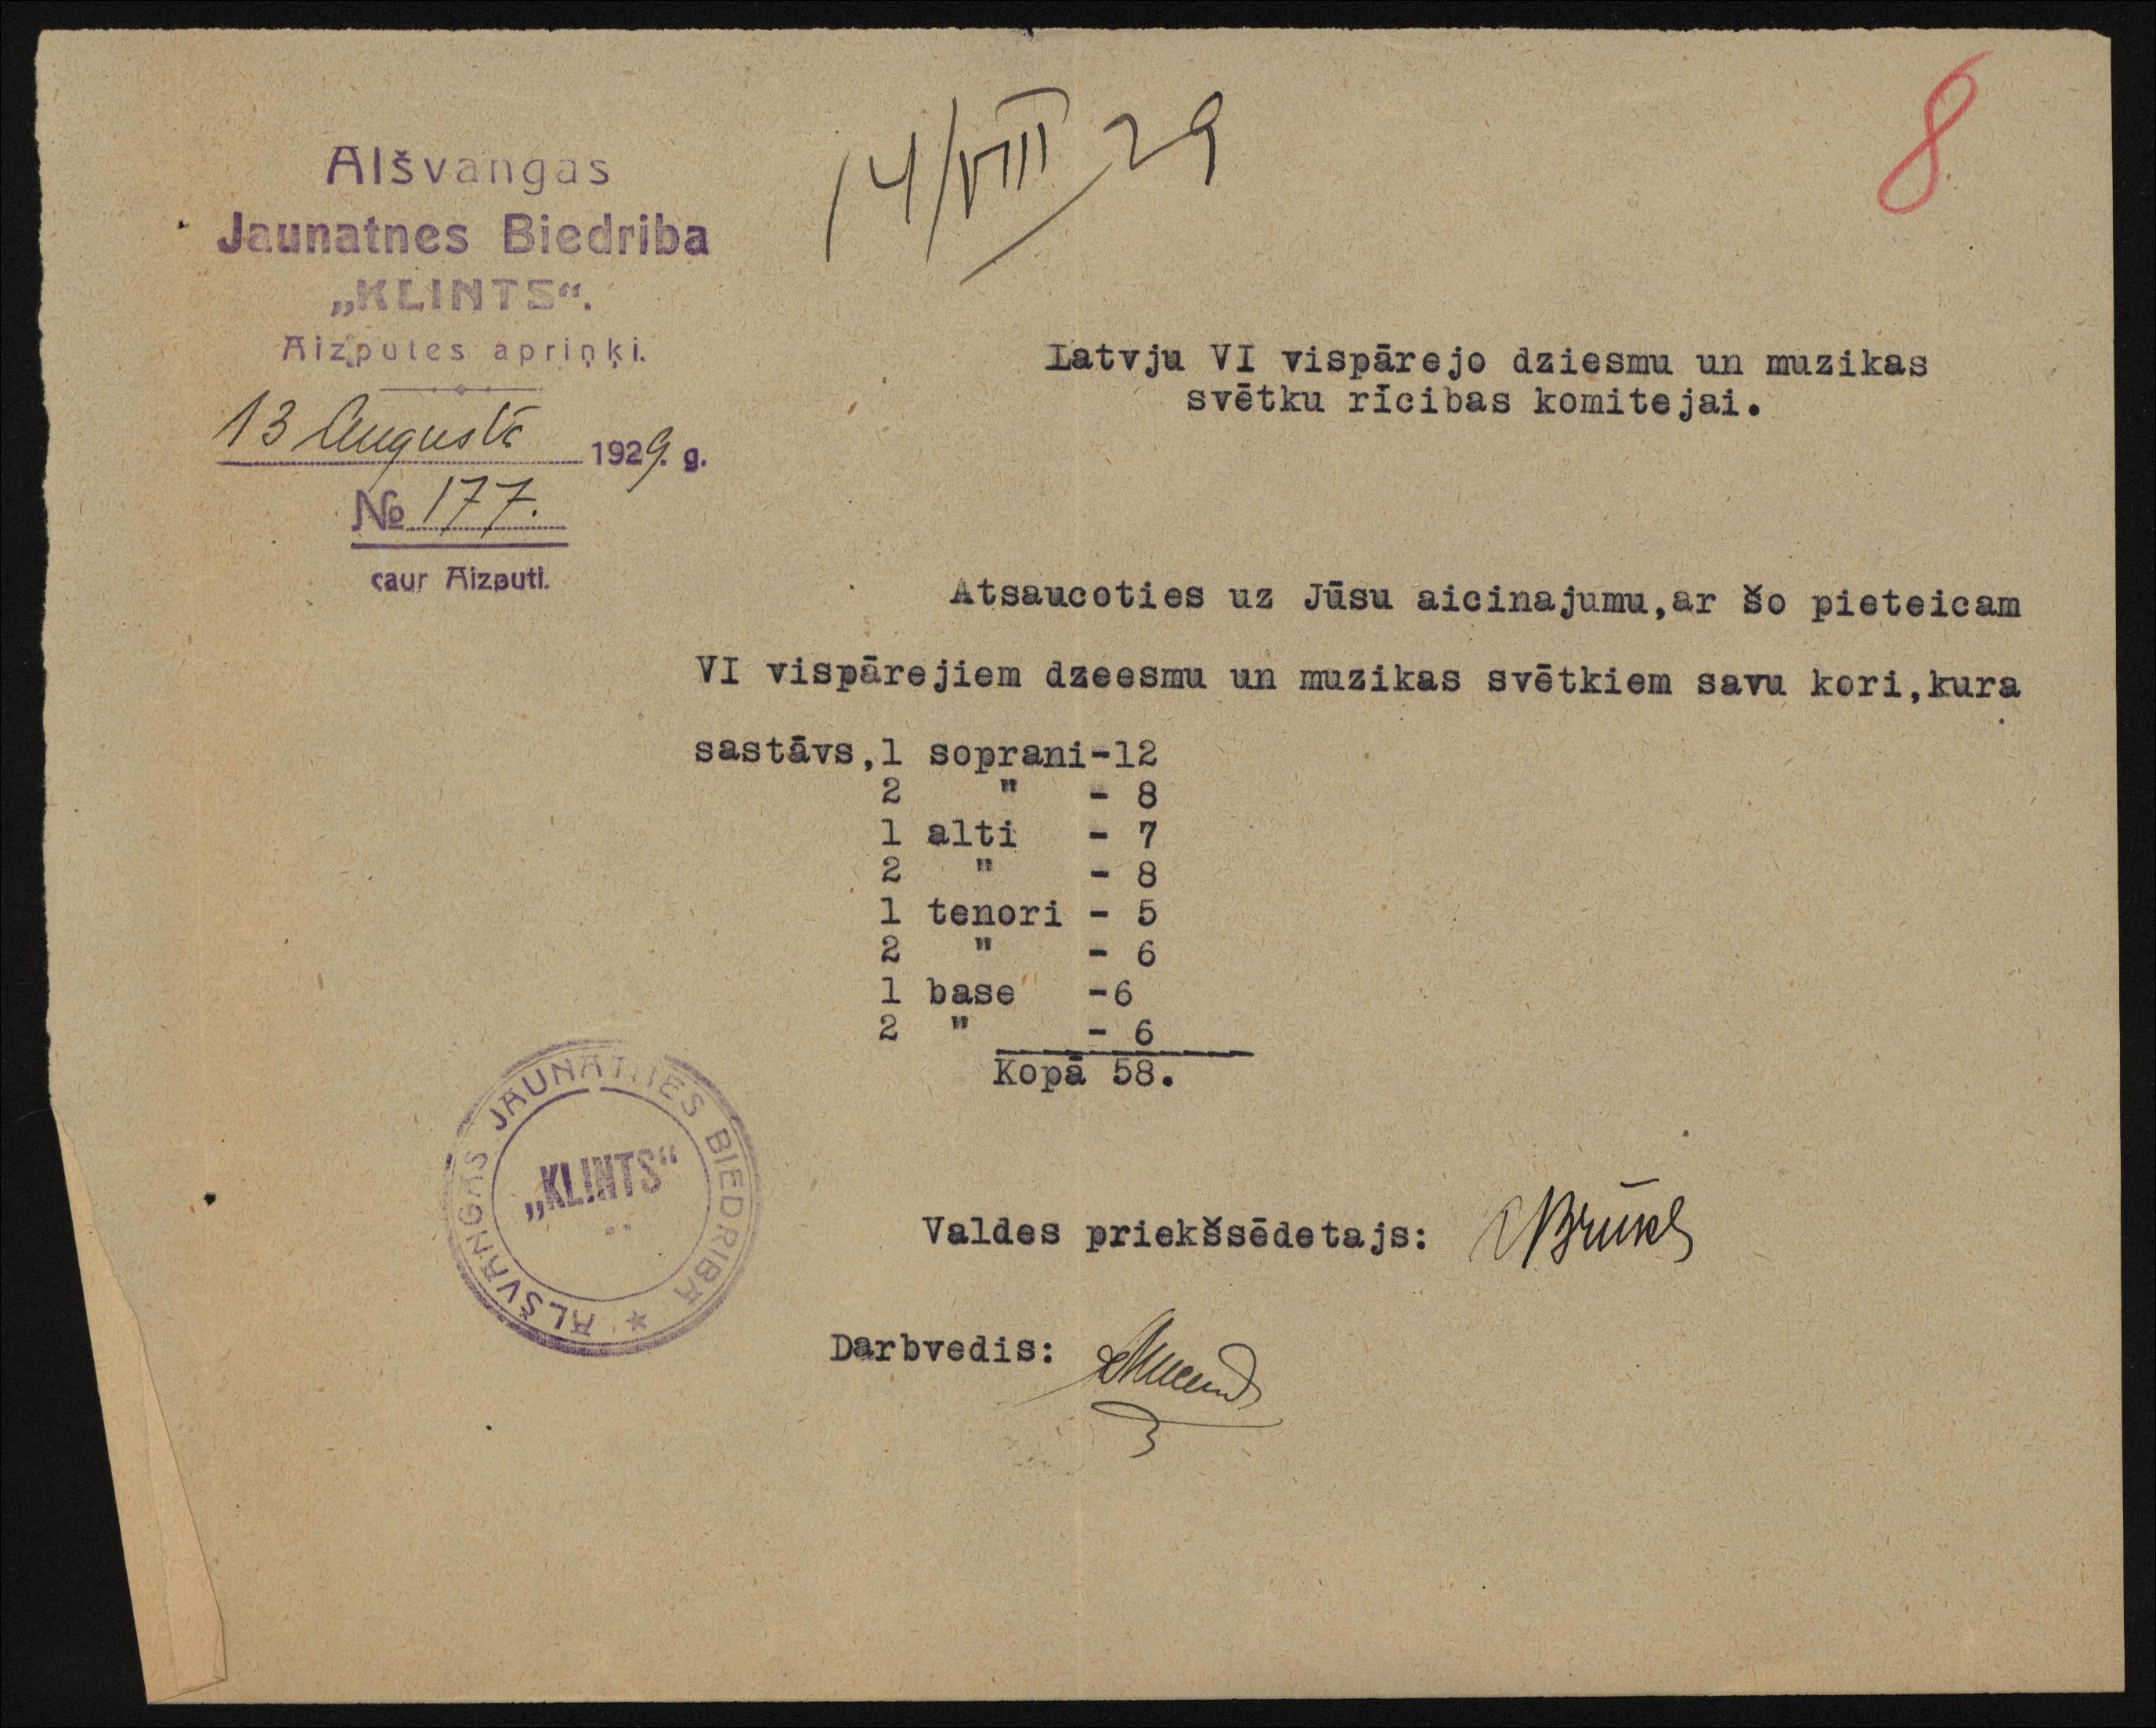 14/VIII 29
8
Alšvangas
Jaunatnes Biedriba
„KLINTS“.
Aizputes apriņķi.
13 Augustā 1929. g.
№ 177.
caur Aizputi.
Latvju VI vispārejo dziesmu un muzikas
svētku rīcibas komitejai.
Atsaucoties uz Jūsu aicinajumu,ar šo pieteicam
VI vispārejiem dzeesmu un muzikas svētkiem savu kori,kura
sastāvs,1 soprani-12
2 " - 8
1 alti - 7
2 " - 8
1 tenori - 5
2 " - 6
1 base -6
2 " - 6
Kopā 58.
ALŠVANGAS JAUNATNES BIEDRIBA
„KLINTS“
Valdes priekšsēdetajs:
Darbvedis: